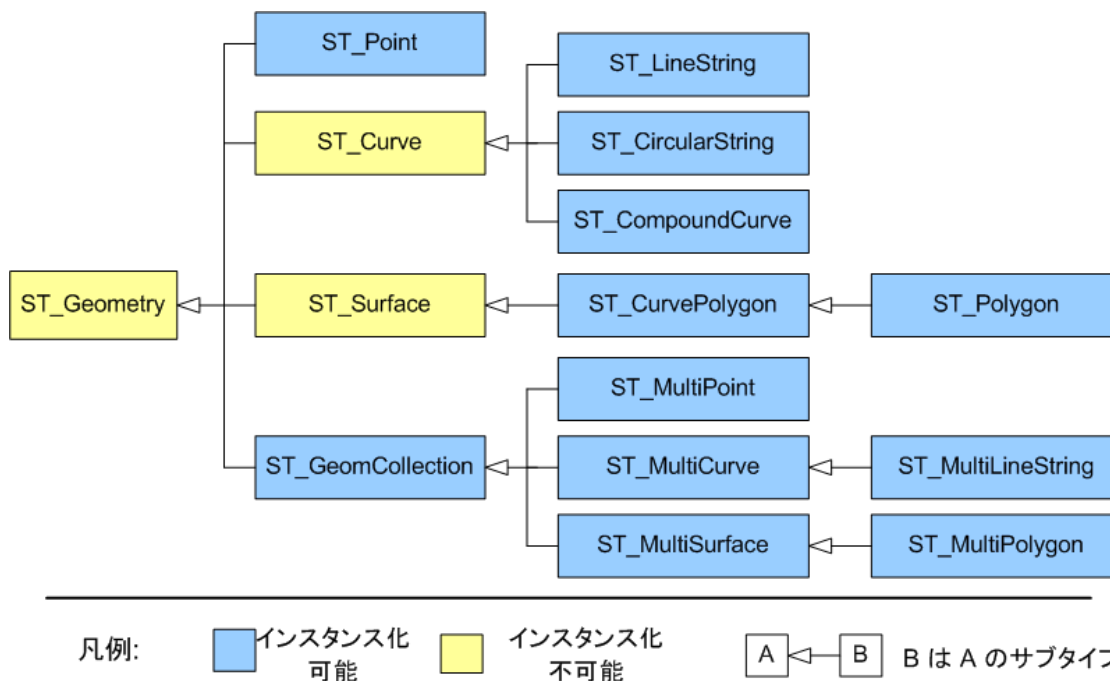 ST_Point
ST_LineString
ST_Curve
ST_CircularString
ST_CompoundCurve
ST_Geometry
ST_Surface
ST_CurvePolygon
ST_Polygon
ST_MultiPoint
ST_GeomCollection
ST_MultiCurve
ST_MultiLineString
ST_MultiSurface
ST_MultiPolygon
凡例:
インスタンス化
可能
インスタンス化
不可能
A
B
B は A のサブタイプ